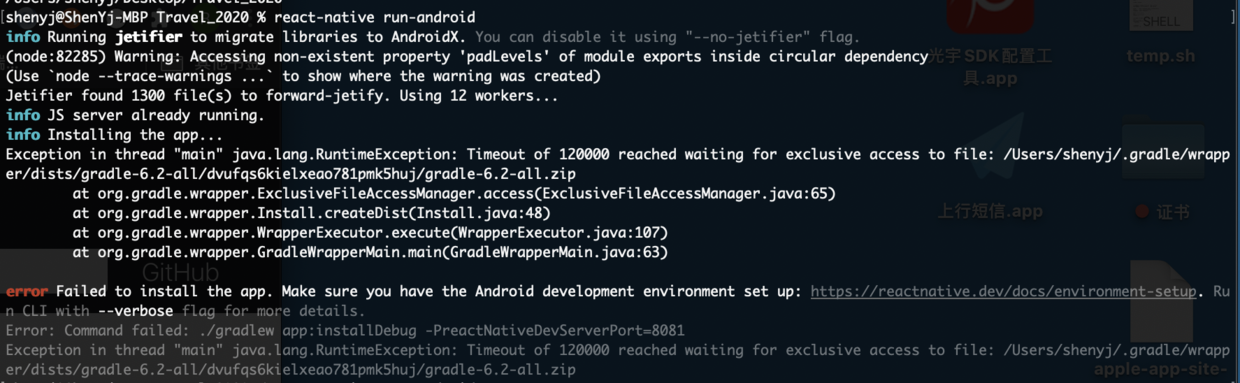 shenyj@ShenYj-MBP Travel_2020 % react-native run-android
info Running jetifier to migrate libraries to AndroidX. You can disable it using "--no-jetifier" flag.
(node:82285) Warning: Accessing non-existent property 'padLevels' of module exports inside circular dependency
(Use `node --trace-warnings ...` to show where the warning was created)
Jetifier found 1300 file(s) to forward-jetify. Using 12 workers...
info JS server already running.
info Installing the app...
Exception in thread "main" java.lang.RuntimeException: Timeout of 120000 reached waiting for exclusive access to file: /Users/shenyj/.gradle/wrapp
er/dists/gradle-6.2-all/dvufqs6kielxeao781pmk5huj/gradle-6.2-all.zip
at org.gradle.wrapper.ExclusiveFileAccessManager.access(ExclusiveFileAccessManager.java:65)
at org.gradle.wrapper.Install.createDist(Install.java:48)
at org.gradle.wrapper.WrapperExecutor.execute(WrapperExecutor.java:107)
at org.gradle.wrapper.GradleWrapperMain.main(GradleWrapperMain.java:63)
GitHub
error Failed to install the app. Make sure you have the Android development environment set up: https://reactnative.dev/docs/environment-setup. Ru
n CLI with --verbose flag for more details.
Error: Command failed: ./gradlew app:installDebug -PreactNativeDevServerPort=8081
Exception in thread "main" java.lang.RuntimeException: Timeout of 120000 reached waiting for exclusive access to file: /Users/shenyj/.gradle/wrapp
er/dists/gradle-6.2-all/dvufqs6kielxeao781pmk5huj/gradle-6.2-all.zip
光宇SDK配置工
具.app
SHELL
temp.sh
上行短信.app
证书
apple-app-site-